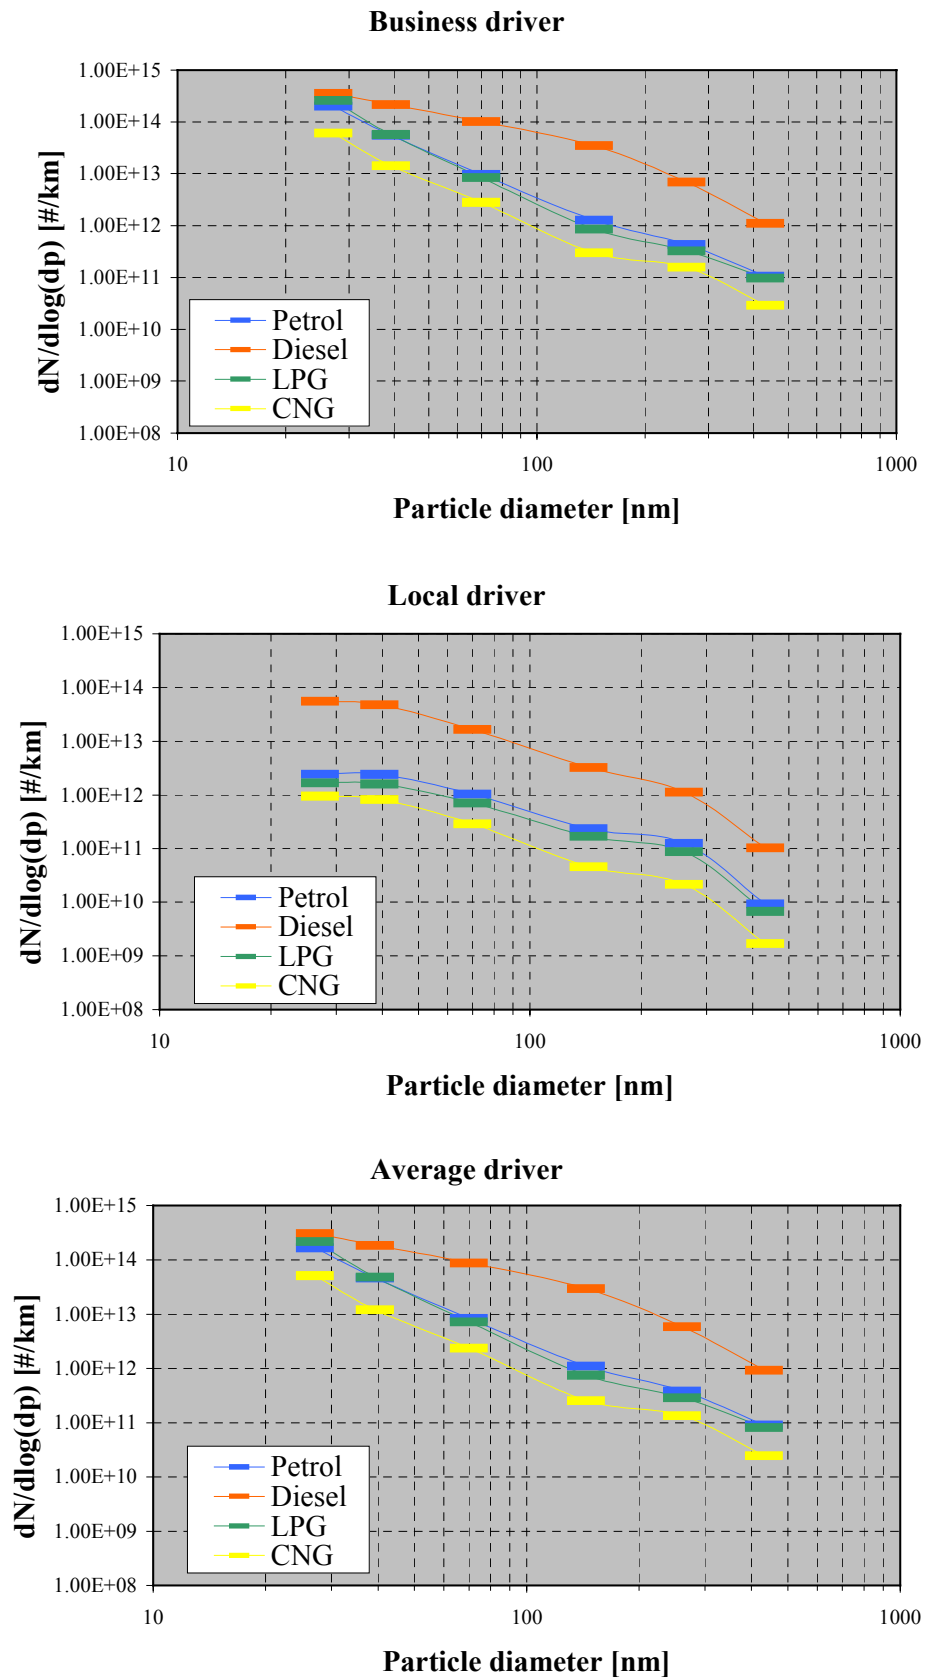 Business driver
1.00E+15
1.00E+14
1.00E+13
1.00E+12
1.00E+11
1.00E+10
1.00E+09
1.00E+08
dN/dlog(dp) [#/km]
Petrol
Diesel
LPG
CNG
10 100 1000
Particle diameter [nm]
Local driver
1.00E+15
1.00E+14
1.00E+13
1.00E+12
1.00E+11
1.00E+10
1.00E+09
1.00E+08
dN/dlog(dp) [#/km]
Petrol
Diesel
LPG
CNG
10 100 1000
Particle diameter [nm]
Average driver
1.00E+15
1.00E+14
1.00E+13
1.00E+12
1.00E+11
1.00E+10
1.00E+09
1.00E+08
dN/dlog(dp) [#/km]
Petrol
Diesel
LPG
CNG
10 100 1000
Particle diameter [nm]